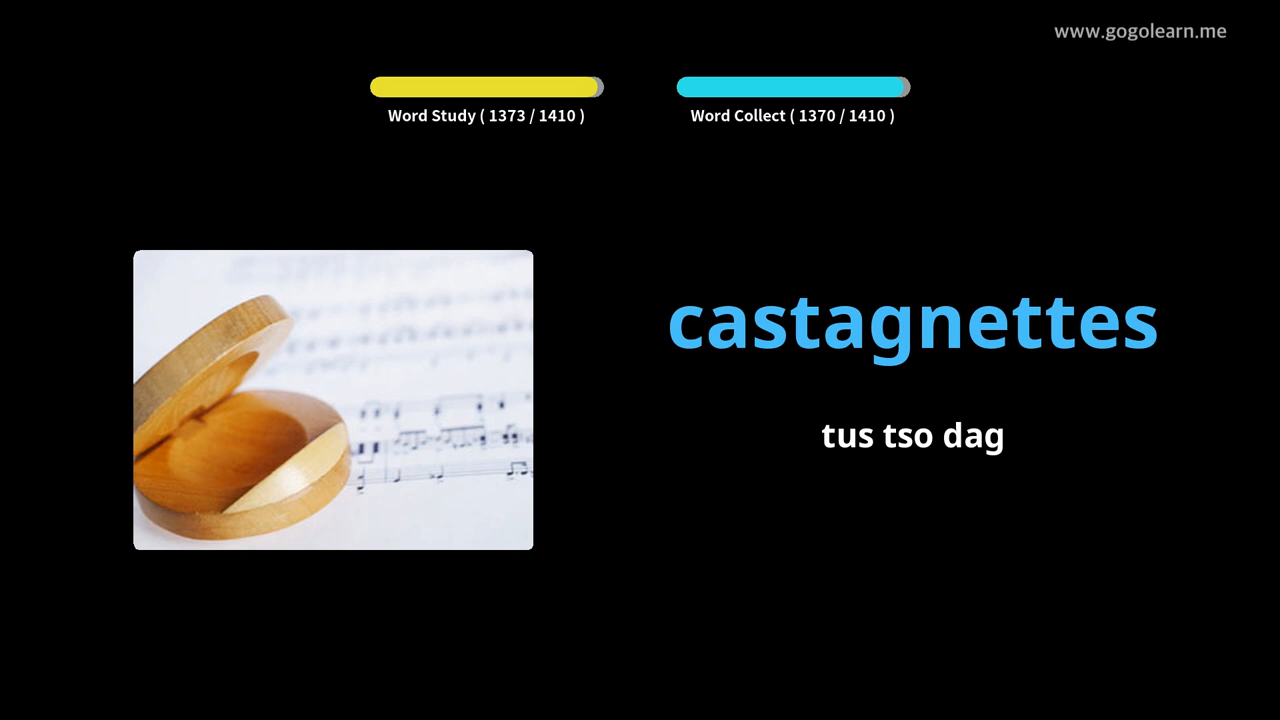 www.gogolearn.me
Word Study ( 1373 / 1410 )
Word Collect ( 1370 / 1410 )
castagnettes
tus tso dag